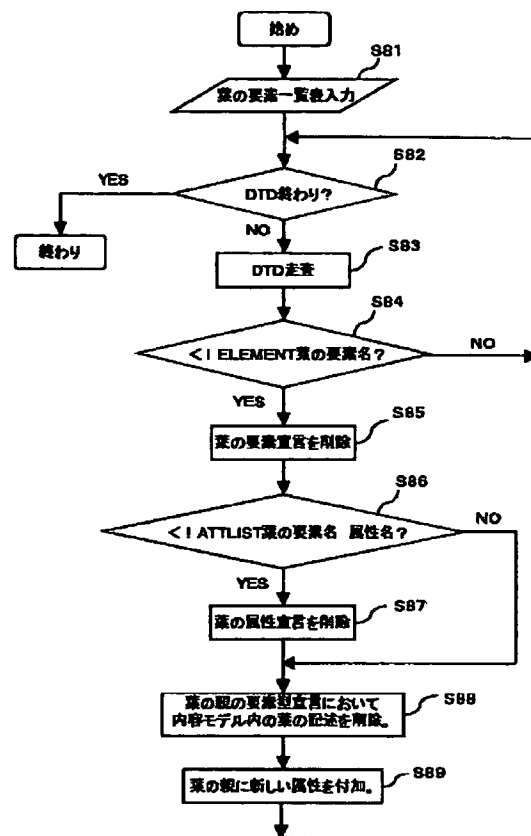 始め
S81
葉の要素一覧表入力
S82
YES
DTD終わり?
NO
終わり
S83
DTD走査
S84
<!ELEMENT葉の要素名?
NO
YES
S85
葉の要素宣言を削除
S86
<!ATTLIST葉の要素名 属性名?
NO
YES
S87
葉の属性宣言を削除
S88
葉の親の要素型宣言において
内容モデル内の葉の記述を削除。
S89
葉の親に新しい属性を付加。